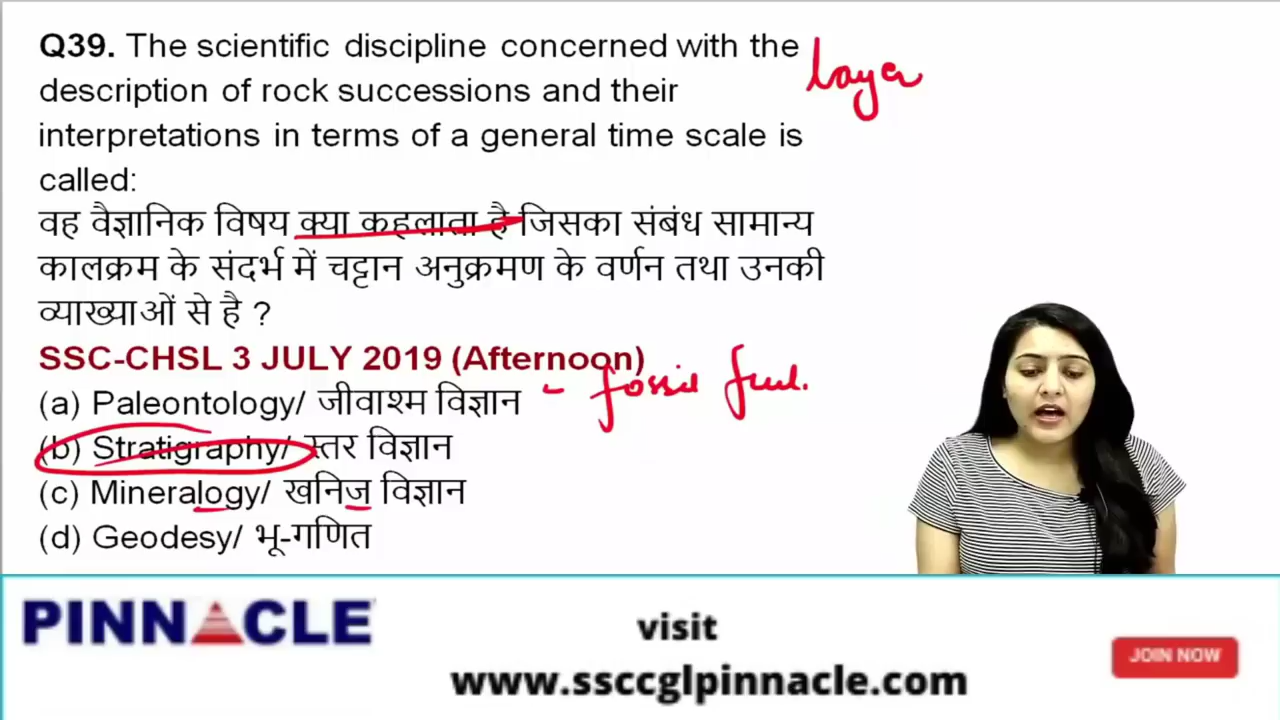 Q39. The scientific discipline concerned with the
layer
description of rock successions and their
interpretations in terms of a general time scale is
called:
वह वैज्ञानिक विषय क्या कहलाता है जिसका संबंध सामान्य
कालक्रम के संदर्भ में चट्टान अनुक्रमण के वर्णन तथा उनकी
व्याख्याओं से है ?
SSC-CHSL 3 JULY 2019 (Afternoon)
(a) Paleontology/ जीवाश्म विज्ञान - fossil fuel.
(b) Stratigraphy/ स्तर विज्ञान
(c) Mineralogy/ खनिज विज्ञान
(d) Geodesy/ भू-गणित
PINNACLE
visit
www.ssccglpinnacle.com
JOIN NOW